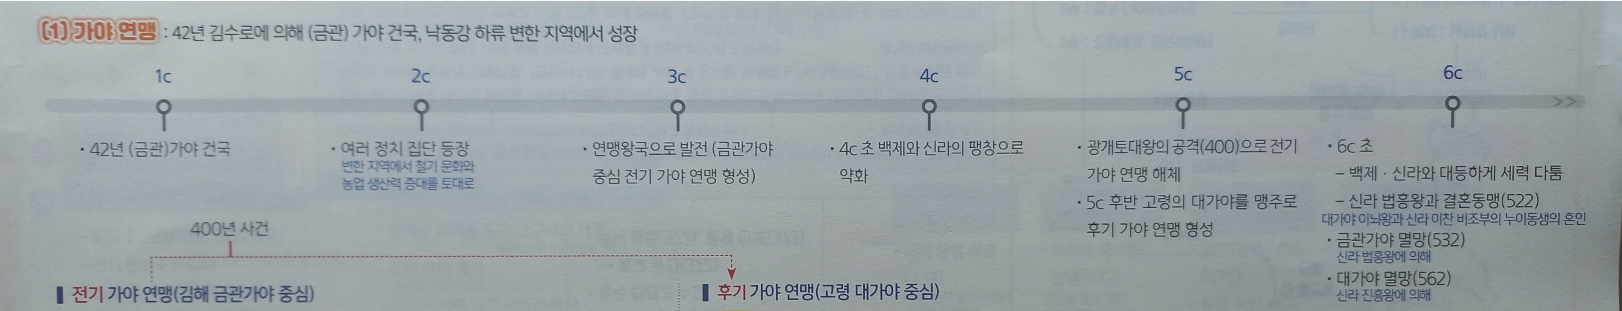 (1) 가야 연맹 : 42년 김수로에 의해 (금관) 가야 건국, 낙동강 하류 변한 지역에서 성장
1c
2c
3c
4c
5c
6c
· 42년 (금관)가야 건국
· 여러 정치 집단 등장
변한 지역에서 철기 문화와
농업 생산력 증대를 토대로
· 연맹왕국으로 발전 (금관가야
중심 전기 가야 연맹 형성)
· 4c 초 백제와 신라의 팽창으로
약화
· 광개토대왕의 공격(400)으로 전기
가야 연맹 해체
· 5c 후반 고령의 대가야를 맹주로
후기 가야 연맹 형성
· 6c 초
– 백제 · 신라와 대등하게 세력 다툼
– 신라 법흥왕과 결혼동맹(522)
대가야 이뇌왕과 신라 이찬 비조부의 누이동생의 혼인
· 금관가야 멸망(532)
신라 법흥왕에 의해
· 대가야 멸망(562)
신라 진흥왕에 의해
400년 사건
전기 가야 연맹(김해 금관가야 중심)
후기 가야 연맹(고령 대가야 중심)